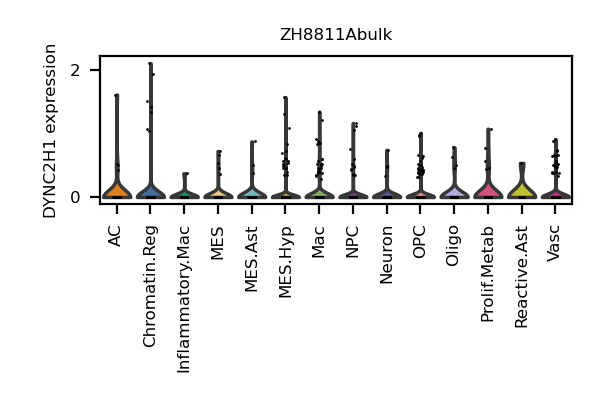 ZH8811Abulk
DYNC2H1 expression
2
0
AC
Chromatin.Reg
Inflammatory.Mac
MES
MES.Ast
MES.Hyp
Mac
NPC
Neuron
OPC
Oligo
Prolif.Metab
Reactive.Ast
Vasc